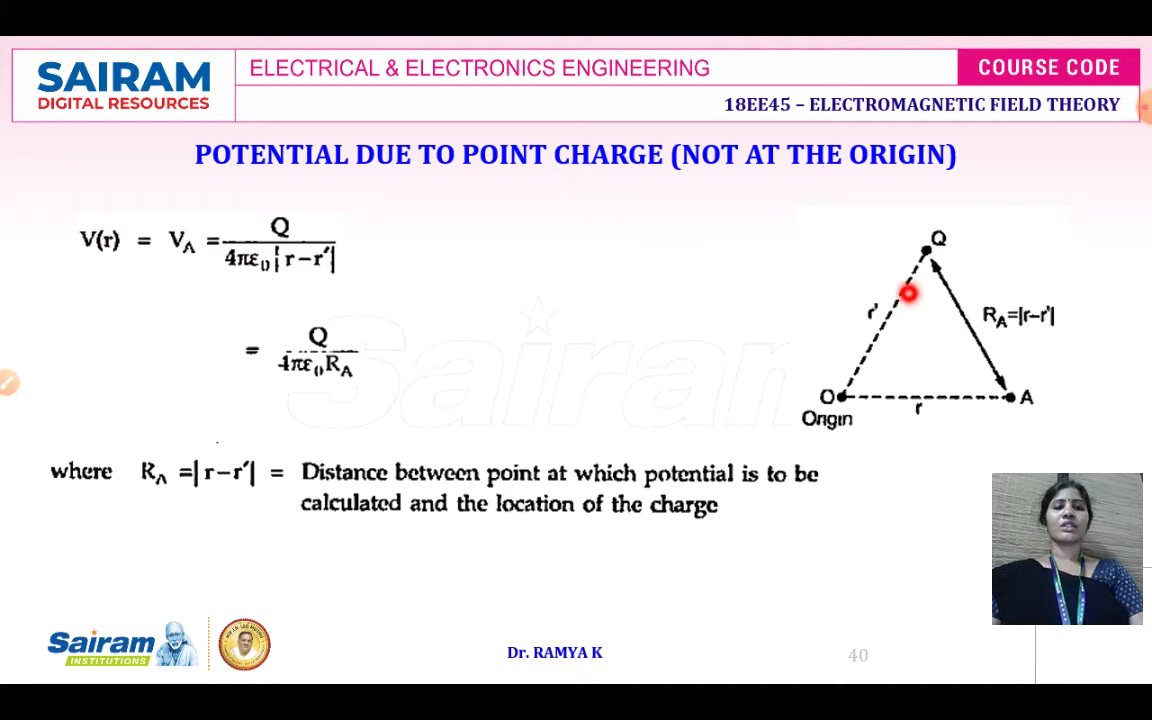 SAIRAM
DIGITAL RESOURCES
ELECTRICAL & ELECTRONICS ENGINEERING
COURSE CODE
18EE45 – ELECTROMAGNETIC FIELD THEORY
POTENTIAL DUE TO POINT CHARGE (NOT AT THE ORIGIN)
V(r) = V_A = Q / 4πε₀|r–r′|
= Q / 4πε₀R_A
where R_A = |r–r′| = Distance between point at which potential is to be
calculated and the location of the charge
Q
r'
R_A=|r–r'|
O
Origin
r
A
Sairam
Sairam
INSTITUTIONS
Dr. RAMYA K
40